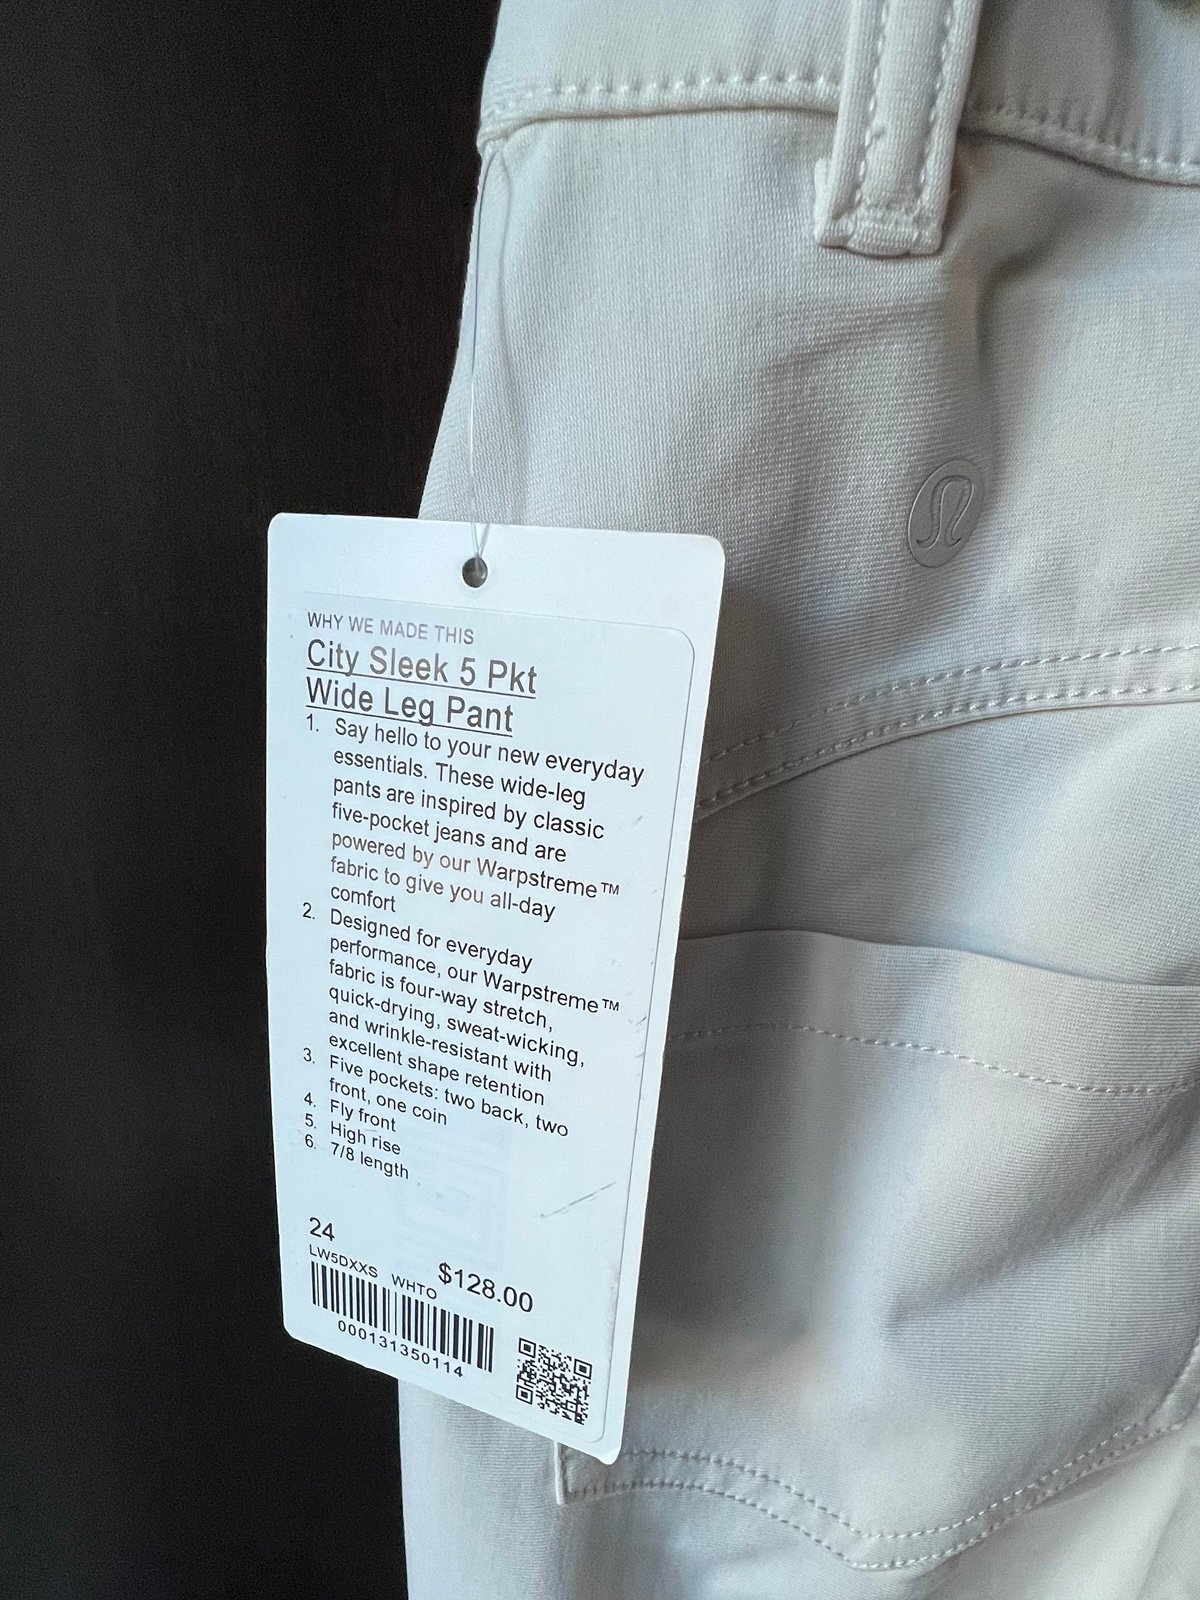 WHY WE MADE THIS
City Sleek 5 Pkt
Wide Leg Pant
1. Say hello to your new everyday
essentials. These wide-leg
pants are inspired by classic
five-pocket jeans and are
powered by our Warpstreme™
fabric to give you all-day
comfort
2. Designed for everyday
performance, our Warpstreme™
fabric is four-way stretch,
quick-drying, sweat-wicking,
and wrinkle-resistant with
excellent shape retention
3. Five pockets: two back, two
front, one coin
4. Fly front
5. High rise
6. 7/8 length
24
LW5DXXS WHTO
$128.00
000131350114